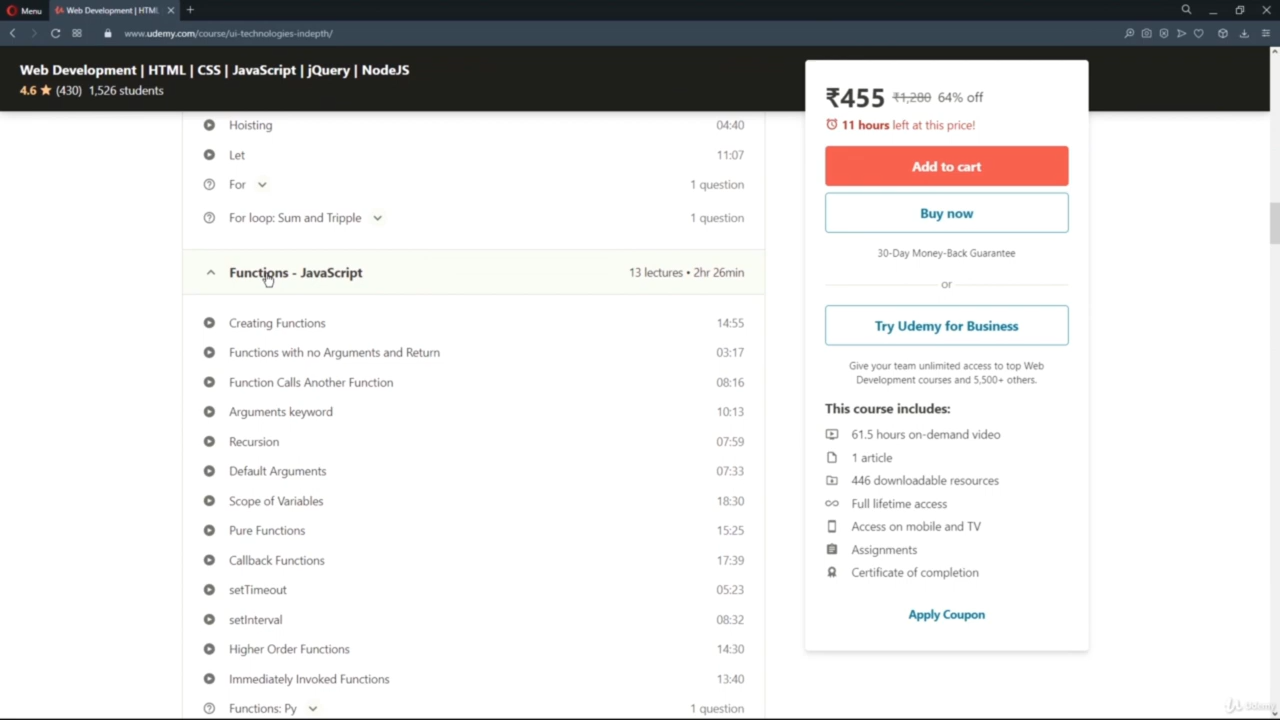 Menu
Web Development | HTML
www.udemy.com/course/ui-technologies-indepth/
Web Development | HTML | CSS | JavaScript | jQuery | NodeJS
4.6 ★ (430) 1,526 students
Hoisting 04:40
Let 11:07
For 1 question
For loop: Sum and Tripple 1 question
Functions - JavaScript 13 lectures • 2hr 26min
Creating Functions 14:55
Functions with no Arguments and Return 03:17
Function Calls Another Function 08:16
Arguments keyword 10:13
Recursion 07:59
Default Arguments 07:33
Scope of Variables 18:30
Pure Functions 15:25
Callback Functions 17:39
setTimeout 05:23
setInterval 08:32
Higher Order Functions 14:30
Immediately Invoked Functions 13:40
Functions: Py 1 question
₹455 ₹1,280 64% off
11 hours left at this price!
Add to cart
Buy now
30-Day Money-Back Guarantee
or
Try Udemy for Business
Give your team unlimited access to top Web
Development courses and 5,500+ others.
This course includes:
61.5 hours on-demand video
1 article
446 downloadable resources
Full lifetime access
Access on mobile and TV
Assignments
Certificate of completion
Apply Coupon
Udemy